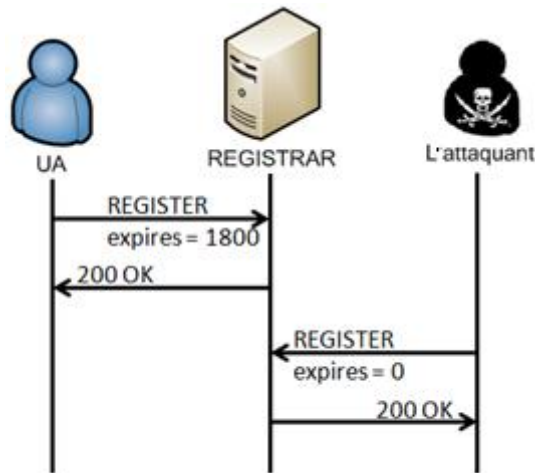 UA
REGISTRAR
L'attaquant
REGISTER
expires = 1800
200 OK
REGISTER
expires = 0
200 OK